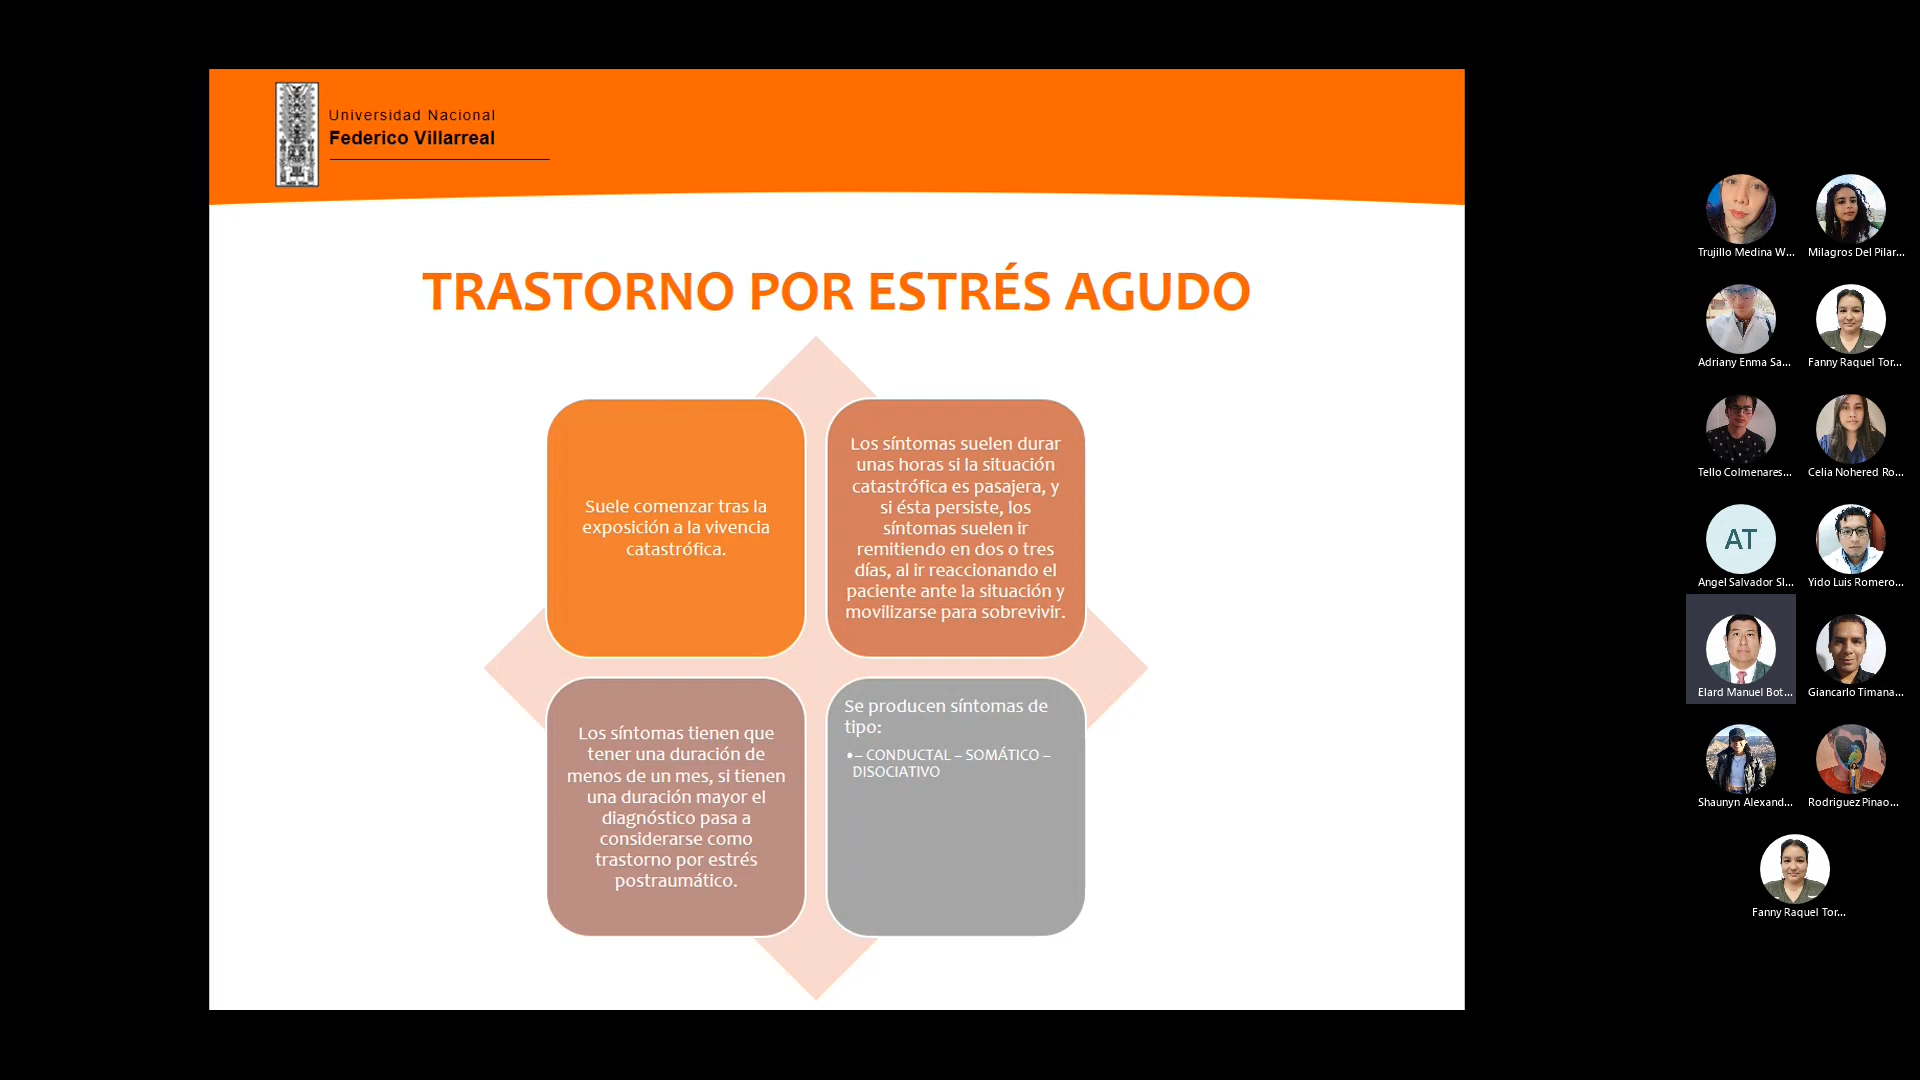 Universidad Nacional
Federico Villarreal
TRASTORNO POR ESTRÉS AGUDO
Suele comenzar tras la
exposición a la vivencia
catastrófica.
Los síntomas suelen durar
unas horas si la situación
catastrófica es pasajera, y
si ésta persiste, los
síntomas suelen ir
remitiendo en dos o tres
días, al ir reaccionando el
paciente ante la situación y
movilizarse para sobrevivir.
Los síntomas tienen que
tener una duración de
menos de un mes, si tienen
una duración mayor el
diagnóstico pasa a
considerarse como
trastorno por estrés
postraumático.
Se producen síntomas de
tipo:
•– CONDUCTAL – SOMÁTICO –
DISOCIATIVO
Trujillo Medina W...
Milagros Del Pilar...
Adriany Enma Sa...
Fanny Raquel Tor...
Tello Colmenares...
Celia Nohered Ro...
AT
Angel Salvador Sl...
Yido Luis Romero...
Elard Manuel Bot...
Giancarlo Timana...
Shaunyn Alexand...
Rodriguez Pinao...
Fanny Raquel Tor...